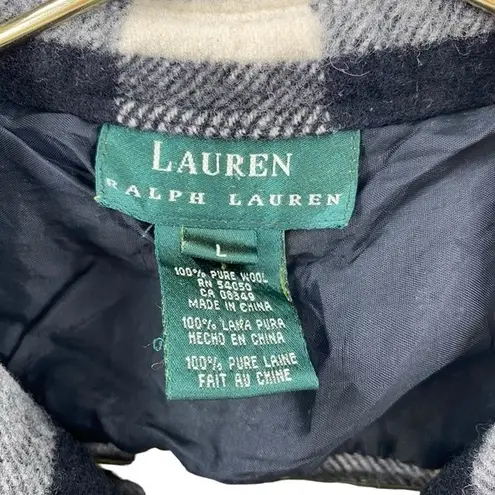 LAUREN
RALPH LAUREN
L
100% PURE WOOL
RN 54050
CA 08349
MADE IN CHINA
100% LANA PURA
HECHO EN CHINA
100% PURE LAINE
FAIT AU CHINE